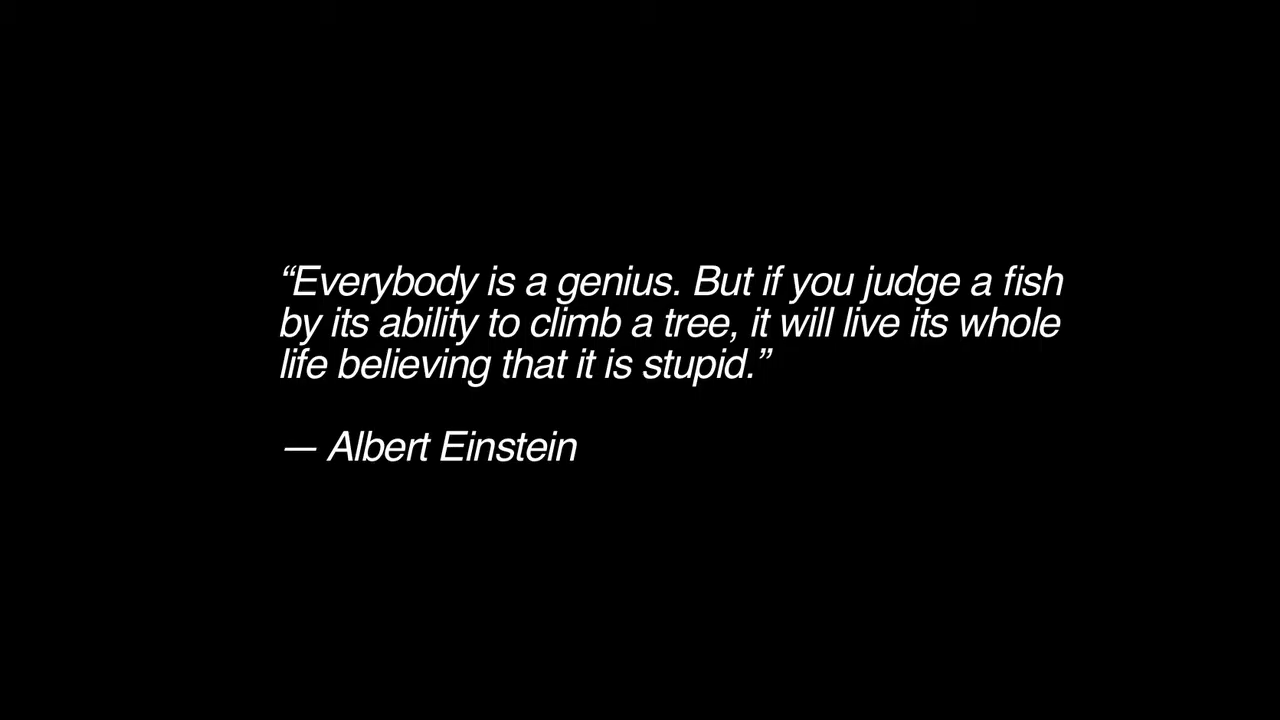 “Everybody is a genius. But if you judge a fish
by its ability to climb a tree, it will live its whole
life believing that it is stupid.”
— Albert Einstein